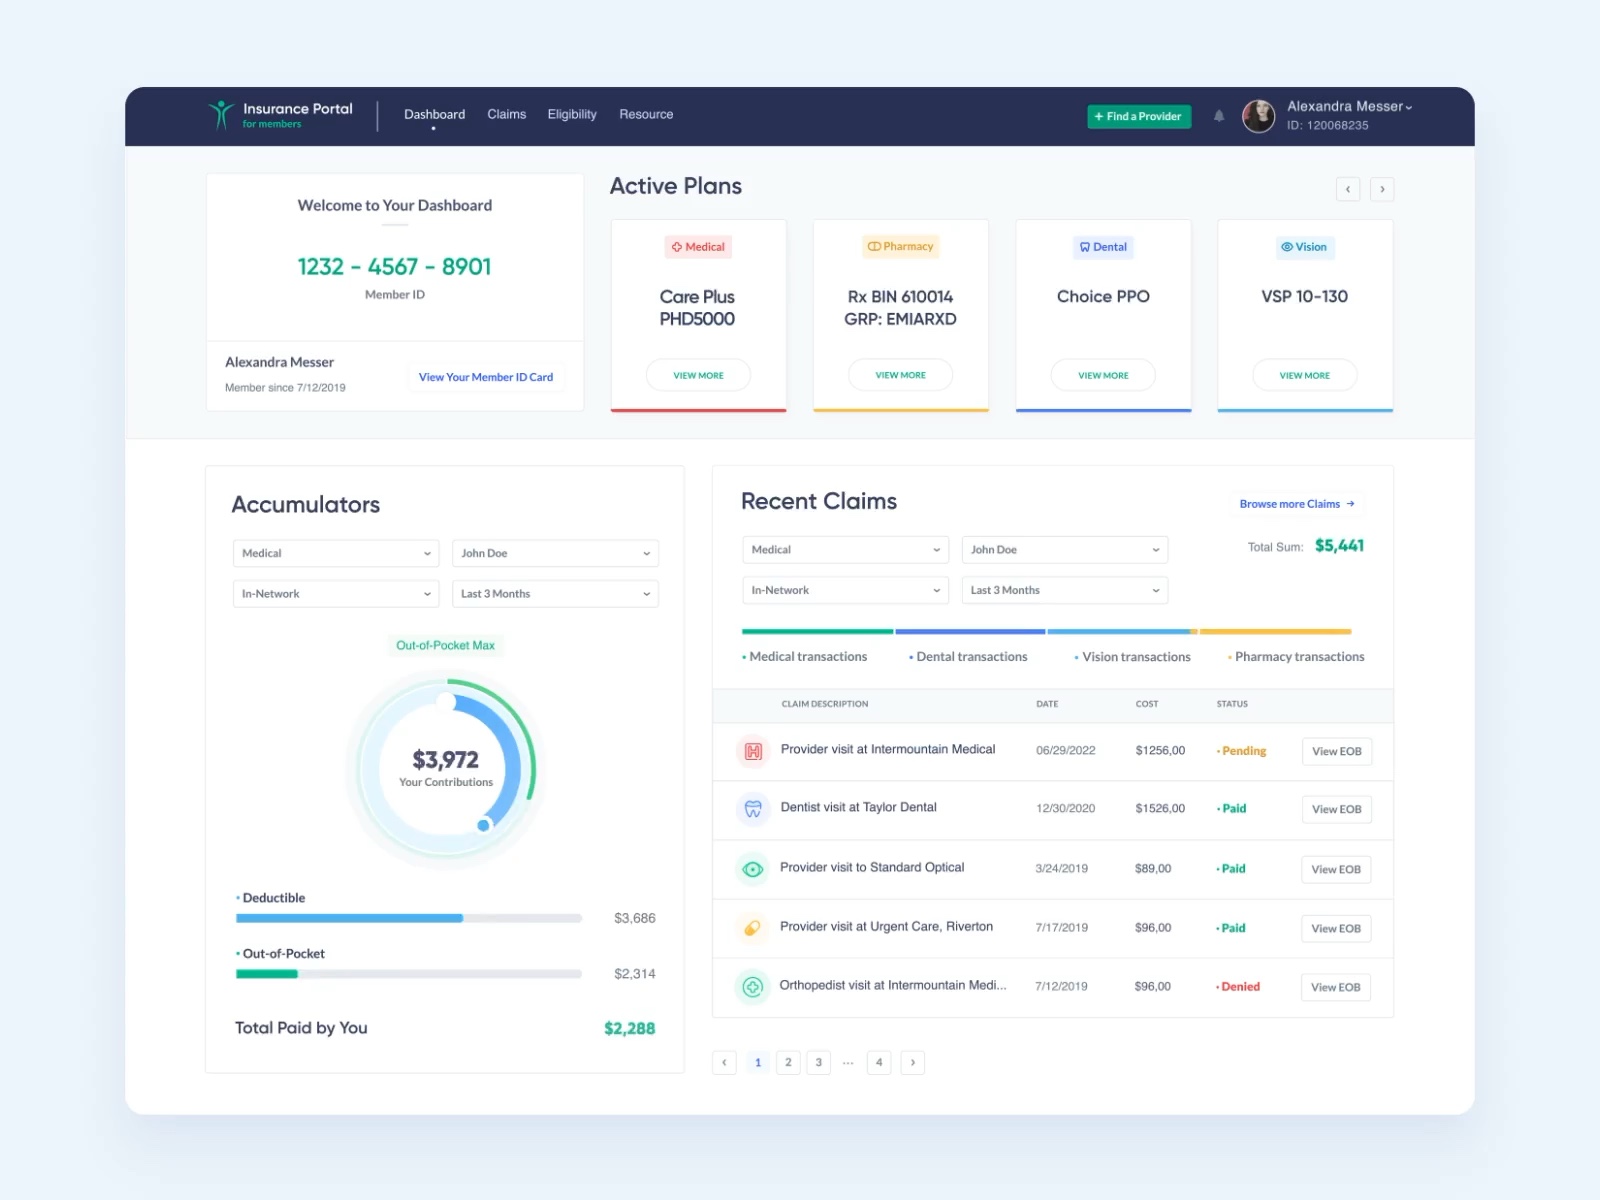 Insurance Portal
for members
Dashboard
Claims
Eligibility
Resource
+ Find a Provider
Alexandra Messer
ID: 120068235
Welcome to Your Dashboard
1232 - 4567 - 8901
Member ID
Alexandra Messer
Member since 7/12/2019
View Your Member ID Card
Active Plans
Medical
Care Plus
PHD5000
VIEW MORE
Pharmacy
Rx BIN 610014
GRP: EMIARXD
VIEW MORE
Dental
Choice PPO
VIEW MORE
Vision
VSP 10-130
VIEW MORE
Accumulators
Medical
John Doe
In-Network
Last 3 Months
Out-of-Pocket Max
$3,972
Your Contributions
Deductible
$3,686
Out-of-Pocket
$2,314
Total Paid by You
$2,288
Recent Claims
Browse more Claims →
Medical
John Doe
Total Sum: $5,441
In-Network
Last 3 Months
Medical transactions
Dental transactions
Vision transactions
Pharmacy transactions
CLAIM DESCRIPTION DATE COST STATUS
Provider visit at Intermountain Medical 06/29/2022 $1256,00 Pending View EOB
Dentist visit at Taylor Dental 12/30/2020 $1526,00 Paid View EOB
Provider visit to Standard Optical 3/24/2019 $89,00 Paid View EOB
Provider visit at Urgent Care, Riverton 7/17/2019 $96,00 Paid View EOB
Orthopedist visit at Intermountain Medi... 7/12/2019 $96,00 Denied View EOB
‹ 1 2 3 ... 4 ›